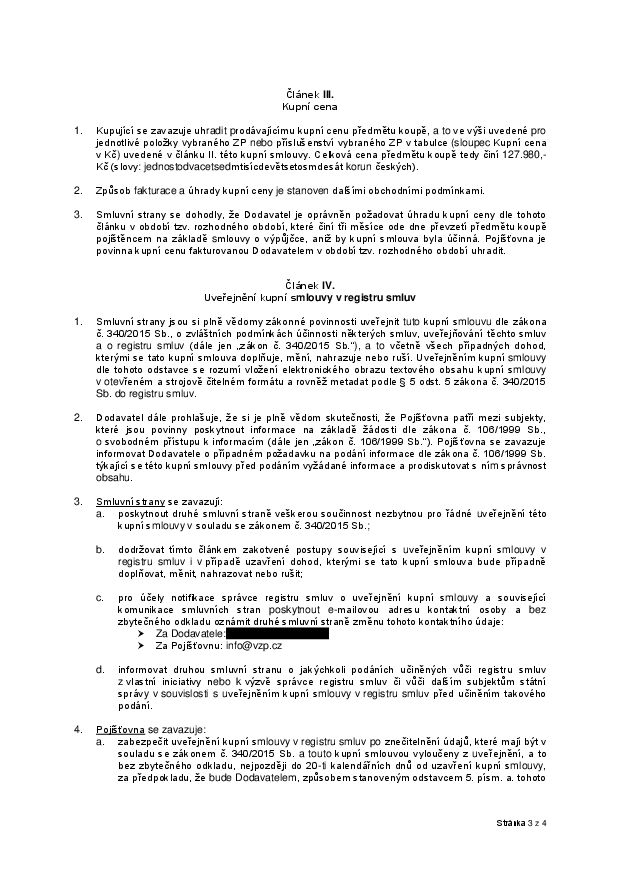 Článek III.
Kupní cena
1. Kupující se zavazuje uhradit prodávajícímu kupní cenu předmětu koupě, a to ve výši uvedené pro
jednotlivé položky vybraného ZP nebo příslušenství vybraného ZP v tabulce (sloupec Kupní cena
v Kč) uvedené v článku II. této kupní smlouvy. Celková cena předmětu koupě tedy činí 127.980,-
Kč (slovy: jednostodvacetsedmtisícdevětsetosmdesát korun českých).
2. Způsob fakturace a úhrady kupní ceny je stanoven dalšími obchodními podmínkami.
3. Smluvní strany se dohodly, že Dodavatel je oprávněn požadovat úhradu kupní ceny dle tohoto
článku v období tzv. rozhodného období, které činí tři měsíce ode dne převzetí předmětu koupě
pojištěncem na základě smlouvy o výpůjčce, aniž by kupní smlouva byla účinná. Pojišťovna je
povinna kupní cenu fakturovanou Dodavatelem v období tzv. rozhodného období uhradit.
Článek IV.
Uveřejnění kupní smlouvy v registru smluv
1. Smluvní strany jsou si plně vědomy zákonné povinnosti uveřejnit tuto kupní smlouvu dle zákona
č. 340/2015 Sb., o zvláštních podmínkách účinnosti některých smluv, uveřejňování těchto smluv
a o registru smluv (dále jen „zákon č. 340/2015 Sb.“), a to včetně všech případných dohod,
kterými se tato kupní smlouva doplňuje, mění, nahrazuje nebo ruší. Uveřejněním kupní smlouvy
dle tohoto odstavce se rozumí vložení elektronického obrazu textového obsahu kupní smlouvy
v otevřeném a strojově čitelném formátu a rovněž metadat podle § 5 odst. 5 zákona č. 340/2015
Sb. do registru smluv.
2. Dodavatel dále prohlašuje, že si je plně vědom skutečnosti, že Pojišťovna patří mezi subjekty,
které jsou povinny poskytnout informace na základě žádosti dle zákona č. 106/1999 Sb.,
o svobodném přístupu k informacím (dále jen „zákon č. 106/1999 Sb.“). Pojišťovna se zavazuje
informovat Dodavatele o případném požadavku na podání informace dle zákona č. 106/1999 Sb.
týkající se této kupní smlouvy před podáním vyžádané informace a prodiskutovat s ním správnost
obsahu.
3. Smluvní strany se zavazují:
a. poskytnout druhé smluvní straně veškerou součinnost nezbytnou pro řádné uveřejnění této
kupní smlouvy v souladu se zákonem č. 340/2015 Sb.;
b. dodržovat tímto článkem zakotvené postupy související s uveřejněním kupní smlouvy v
registru smluv i v případě uzavření dohod, kterými se tato kupní smlouva bude případně
doplňovat, měnit, nahrazovat nebo rušit;
c. pro účely notifikace správce registru smluv o uveřejnění kupní smlouvy a související
komunikace smluvních stran poskytnout e-mailovou adresu kontaktní osoby a bez
zbytečného odkladu oznámit druhé smluvní straně změnu tohoto kontaktního údaje:
➢ Za Dodavatele:
➢ Za Pojišťovnu: info@vzp.cz
d. informovat druhou smluvní stranu o jakýchkoli podáních učiněných vůči registru smluv
z vlastní iniciativy nebo k výzvě správce registru smluv či vůči dalším subjektům státní
správy v souvislosti s uveřejněním kupní smlouvy v registru smluv před učiněním takového
podání.
4. Pojišťovna se zavazuje:
a. zabezpečit uveřejnění kupní smlouvy v registru smluv po znečitelnění údajů, které mají být v
souladu se zákonem č. 340/2015 Sb. a touto kupní smlouvou vyloučeny z uveřejnění, a to
bez zbytečného odkladu, nejpozději do 20-ti kalendářních dnů od uzavření kupní smlouvy,
za předpokladu, že bude Dodavatelem, způsobem stanoveným odstavcem 5. písm. a. tohoto
Stránka 3 z 4